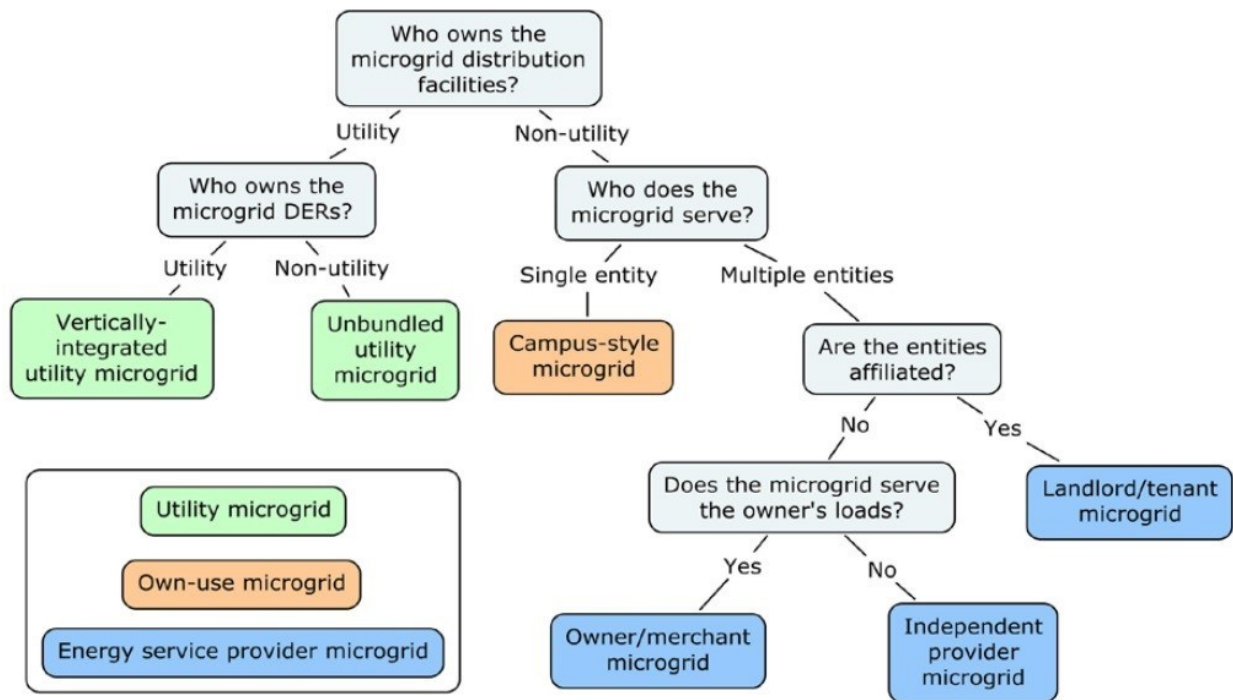 Who owns the
microgrid distribution
facilities?
Utility
Non-utility
Who owns the
microgrid DERs?
Who does the
microgrid serve?
Utility
Non-utility
Single entity
Multiple entities
Vertically-
integrated
utility microgrid
Unbundled
utility
microgrid
Campus-style
microgrid
Are the entities
affiliated?
No
Yes
Does the microgrid serve
the owner's loads?
Landlord/tenant
microgrid
Yes
No
Owner/merchant
microgrid
Independent
provider
microgrid
Utility microgrid
Own-use microgrid
Energy service provider microgrid